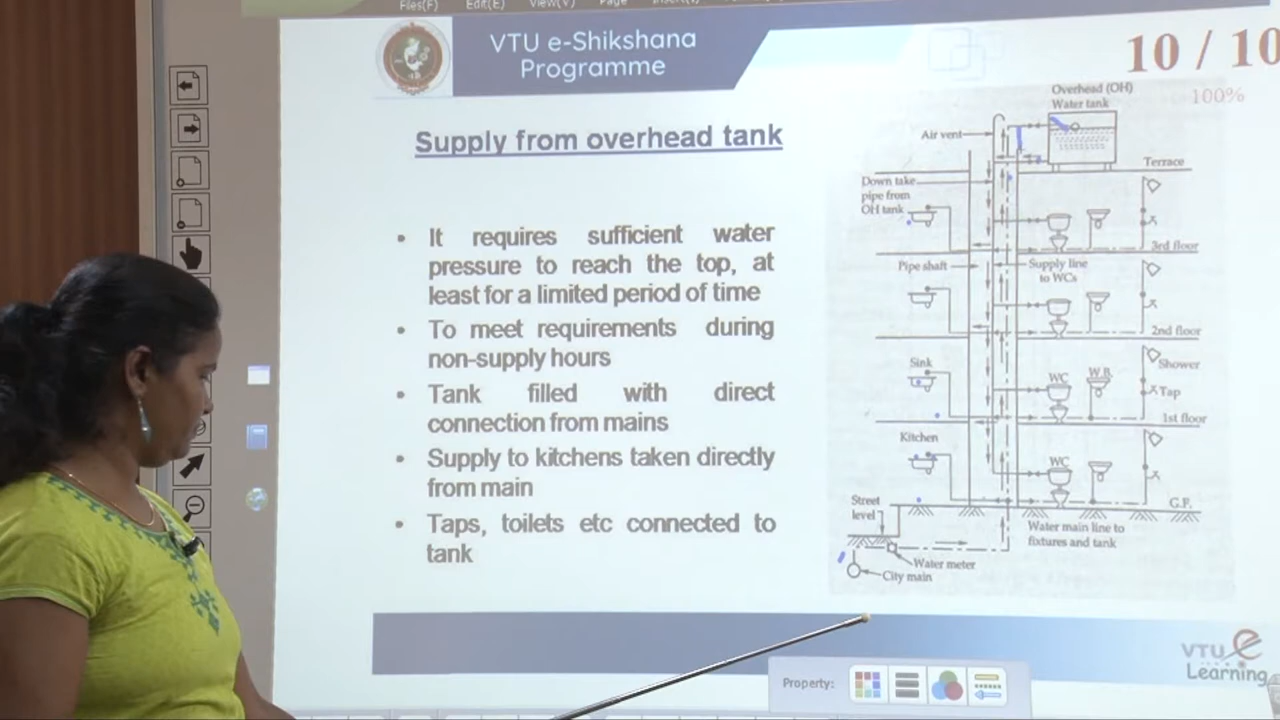 Files(F) Edit(E) View(V) Page
VTU e-Shikshana
Programme
10 / 10
100%
Supply from overhead tank
• It requires sufficient water
pressure to reach the top, at
least for a limited period of time
• To meet requirements during
non-supply hours
• Tank filled with direct
connection from mains
• Supply to kitchens taken directly
from main
• Taps, toilets etc connected to
tank
Overhead (OH)
Water tank
Air vent
Terrace
Down take
pipe from
OH tank
3rd floor
Pipe shaft
Supply line
to WCs
2nd floor
Sink
WC
W.B.
Shower
Tap
1st floor
Kitchen
WC
Street
level
G.F.
Water main line to
fixtures and tank
Water meter
City main
VTU e
Learning
Property: